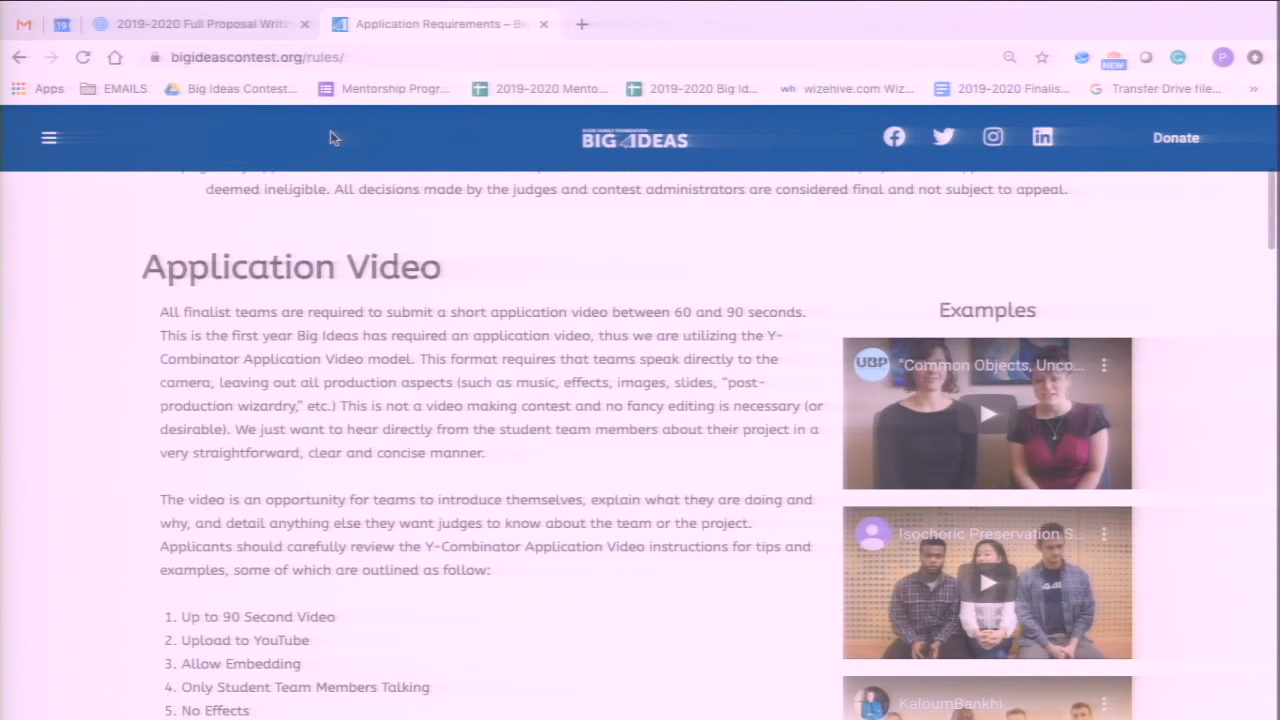 2019-2020 Full Proposal Writi
Application Requirements – Bi
bigideascontest.org/rules/
NEW
P
Apps
EMAILS
Big Ideas Contest...
Mentorship Progr...
2019-2020 Mento...
2019-2020 Big Id...
wh wizehive.com Wiz...
2019-2020 Finalis...
Transfer Drive file...
»
BIG IDEAS
Donate
deemed ineligible. All decisions made by the judges and contest administrators are considered final and not subject to appeal.
Application Video
All finalist teams are required to submit a short application video between 60 and 90 seconds.
This is the first year Big Ideas has required an application video, thus we are utilizing the Y-
Combinator Application Video model. This format requires that teams speak directly to the
camera, leaving out all production aspects (such as music, effects, images, slides, "post-
production wizardry," etc.) This is not a video making contest and no fancy editing is necessary (or
desirable). We just want to hear directly from the student team members about their project in a
very straightforward, clear and concise manner.
The video is an opportunity for teams to introduce themselves, explain what they are doing and
why, and detail anything else they want judges to know about the team or the project.
Applicants should carefully review the Y-Combinator Application Video instructions for tips and
examples, some of which are outlined as follow:
1. Up to 90 Second Video
2. Upload to YouTube
3. Allow Embedding
4. Only Student Team Members Talking
5. No Effects
Examples
UBP "Common Objects, Unco...
Isochoric Preservation S...
KaloumBankhi